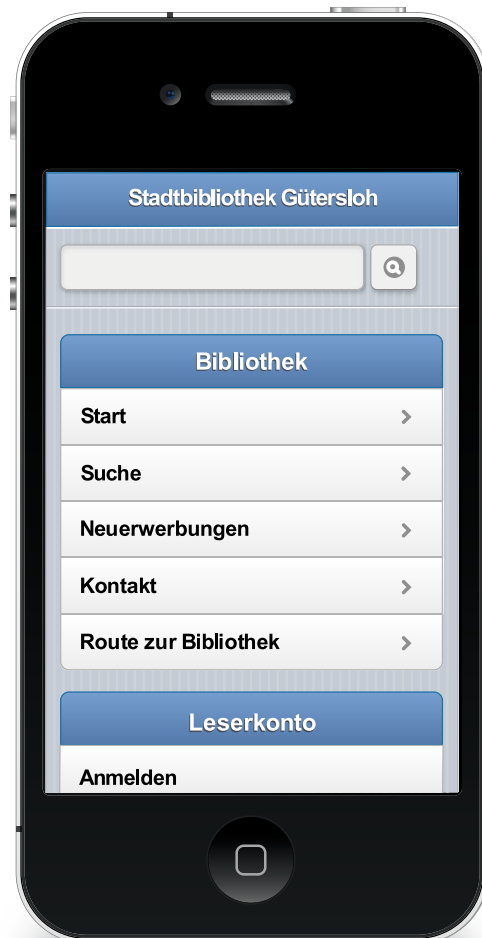 Stadtbibliothek Gütersloh
Bibliothek
Start
Suche
Neuerwerbungen
Kontakt
Route zur Bibliothek
Leserkonto
Anmelden